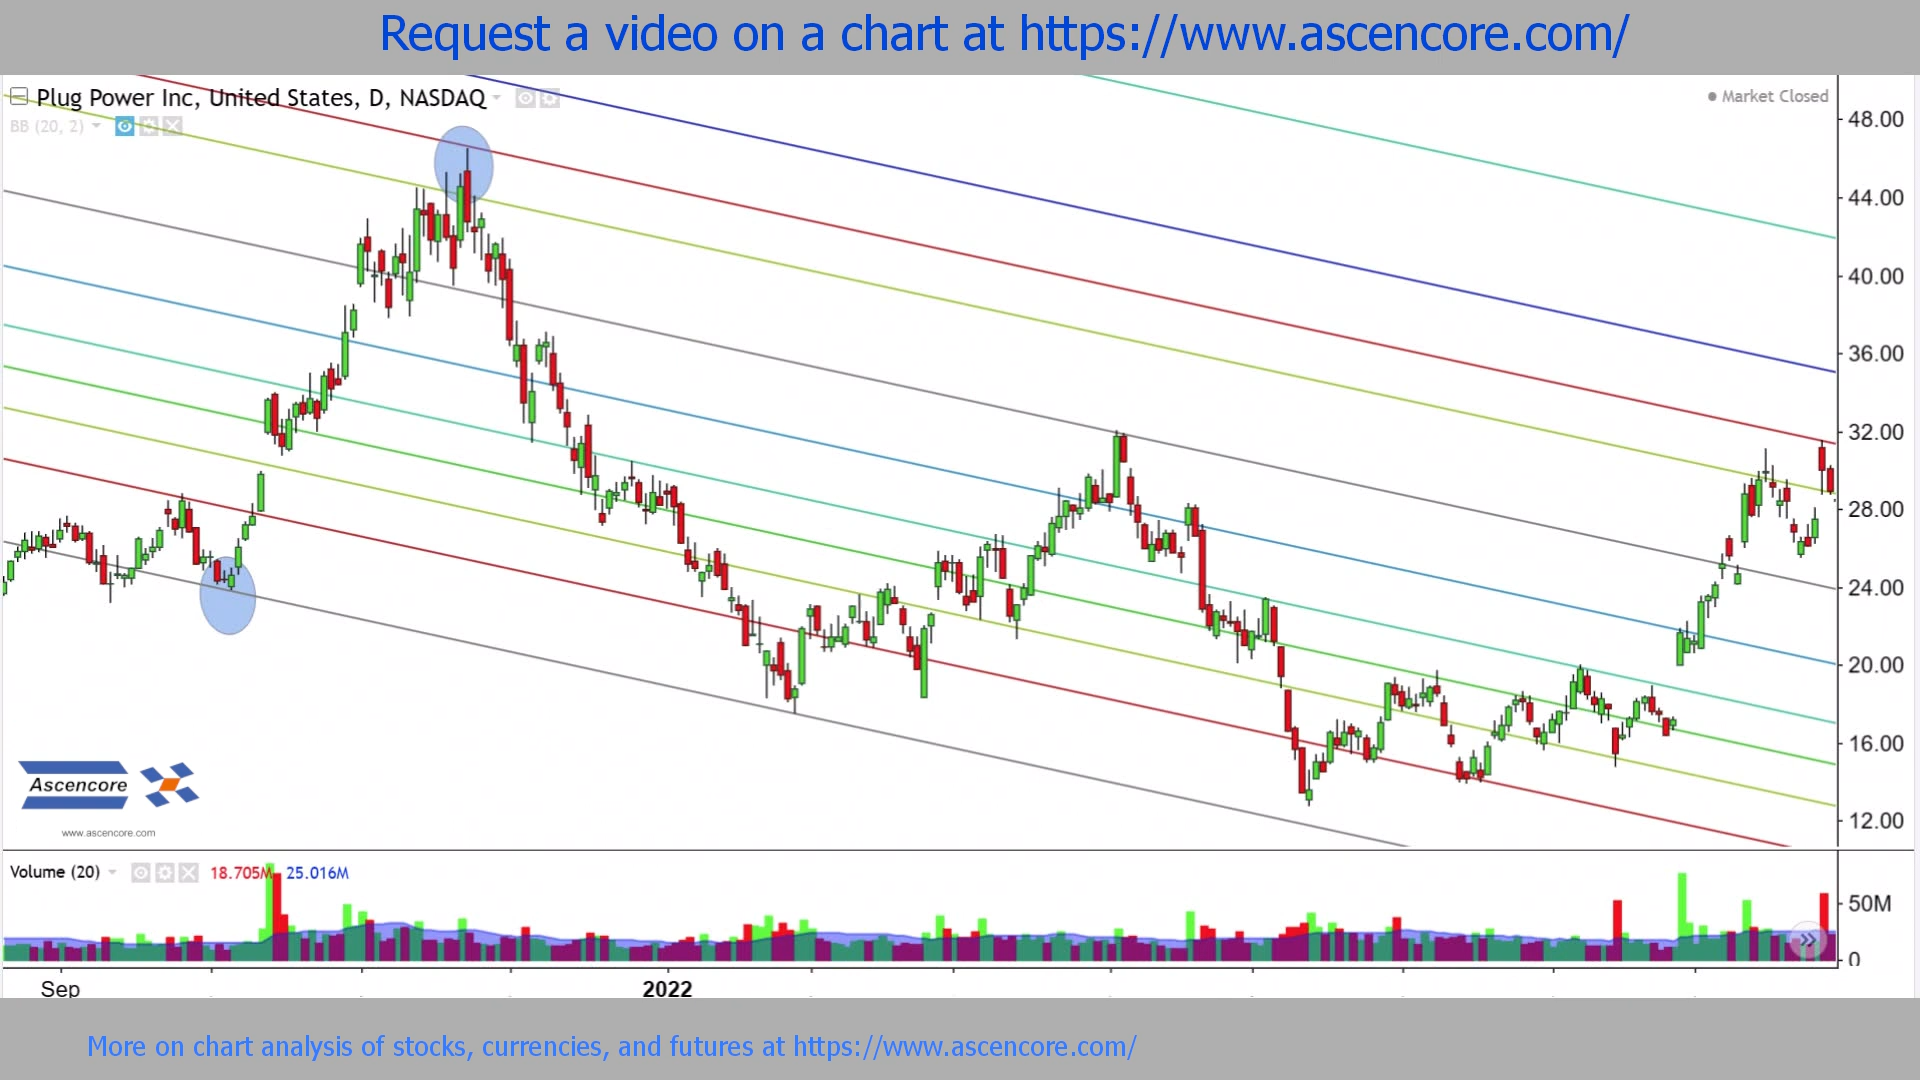 Request a video on a chart at https://www.ascencore.com/
Plug Power Inc, United States, D, NASDAQ
Market Closed
BB (20, 2)
48.00
44.00
40.00
36.00
32.00
28.00
24.00
20.00
16.00
12.00
Ascencore
www.ascencore.com
Volume (20) 18.705M 25.016M
50M
0
Sep 2022
More on chart analysis of stocks, currencies, and futures at https://www.ascencore.com/